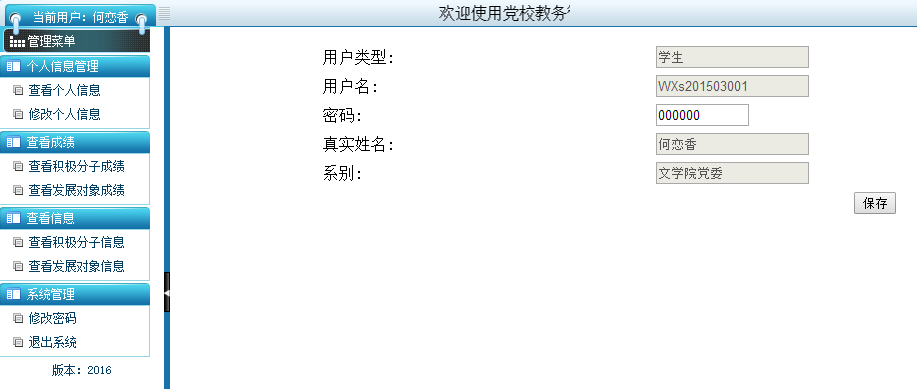 当前用户：何恋香
欢迎使用党校教务
管理菜单
个人信息管理
查看个人信息
修改个人信息
查看成绩
查看积极分子成绩
查看发展对象成绩
查看信息
查看积极分子信息
查看发展对象信息
系统管理
修改密码
退出系统
版本：2016
用户类型:
学生
用户名:
WXs201503001
密码:
000000
真实姓名:
何恋香
系别:
文学院党委
保存